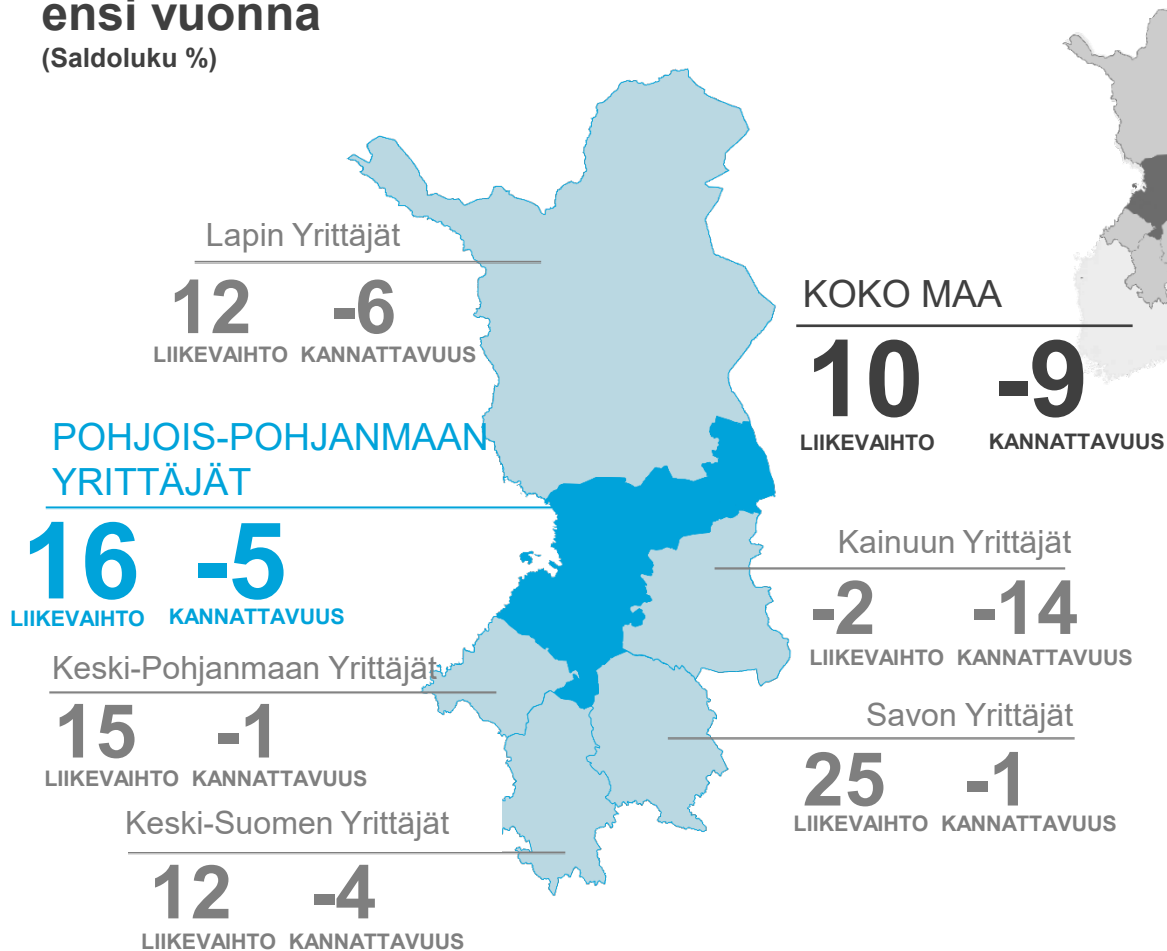 ensi vuonna
(Saldoluku %)
Lapin Yrittäjät
12 -6
LIIKEVAIHTO KANNATTAVUUS
KOKO MAA
10 -9
LIIKEVAIHTO KANNATTAVUUS
POHJOIS-POHJANMAAN
YRITTÄJÄT
16 -5
LIIKEVAIHTO KANNATTAVUUS
Kainuun Yrittäjät
-2 -14
LIIKEVAIHTO KANNATTAVUUS
Keski-Pohjanmaan Yrittäjät
15 -1
LIIKEVAIHTO KANNATTAVUUS
Savon Yrittäjät
25 -1
LIIKEVAIHTO KANNATTAVUUS
Keski-Suomen Yrittäjät
12 -4
LIIKEVAIHTO KANNATTAVUUS